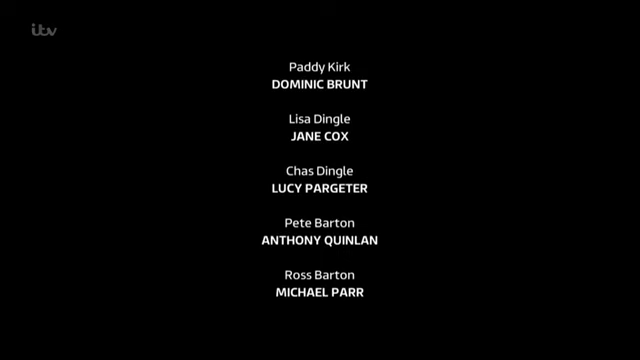 itv
Paddy Kirk
DOMINIC BRUNT
Lisa Dingle
JANE COX
Chas Dingle
LUCY PARGETER
Pete Barton
ANTHONY QUINLAN
Ross Barton
MICHAEL PARR